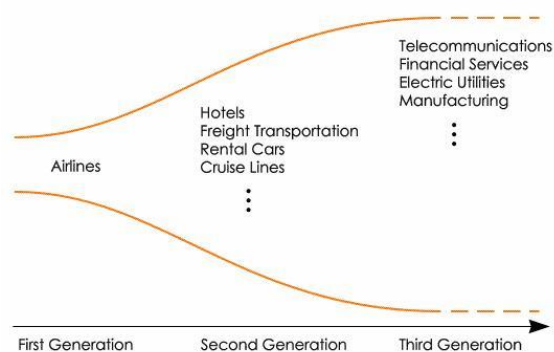 Telecommunications
Financial Services
Electric Utilities
Manufacturing
Hotels
Freight Transportation
Rental Cars
Cruise Lines
Airlines
First Generation
Second Generation
Third Generation